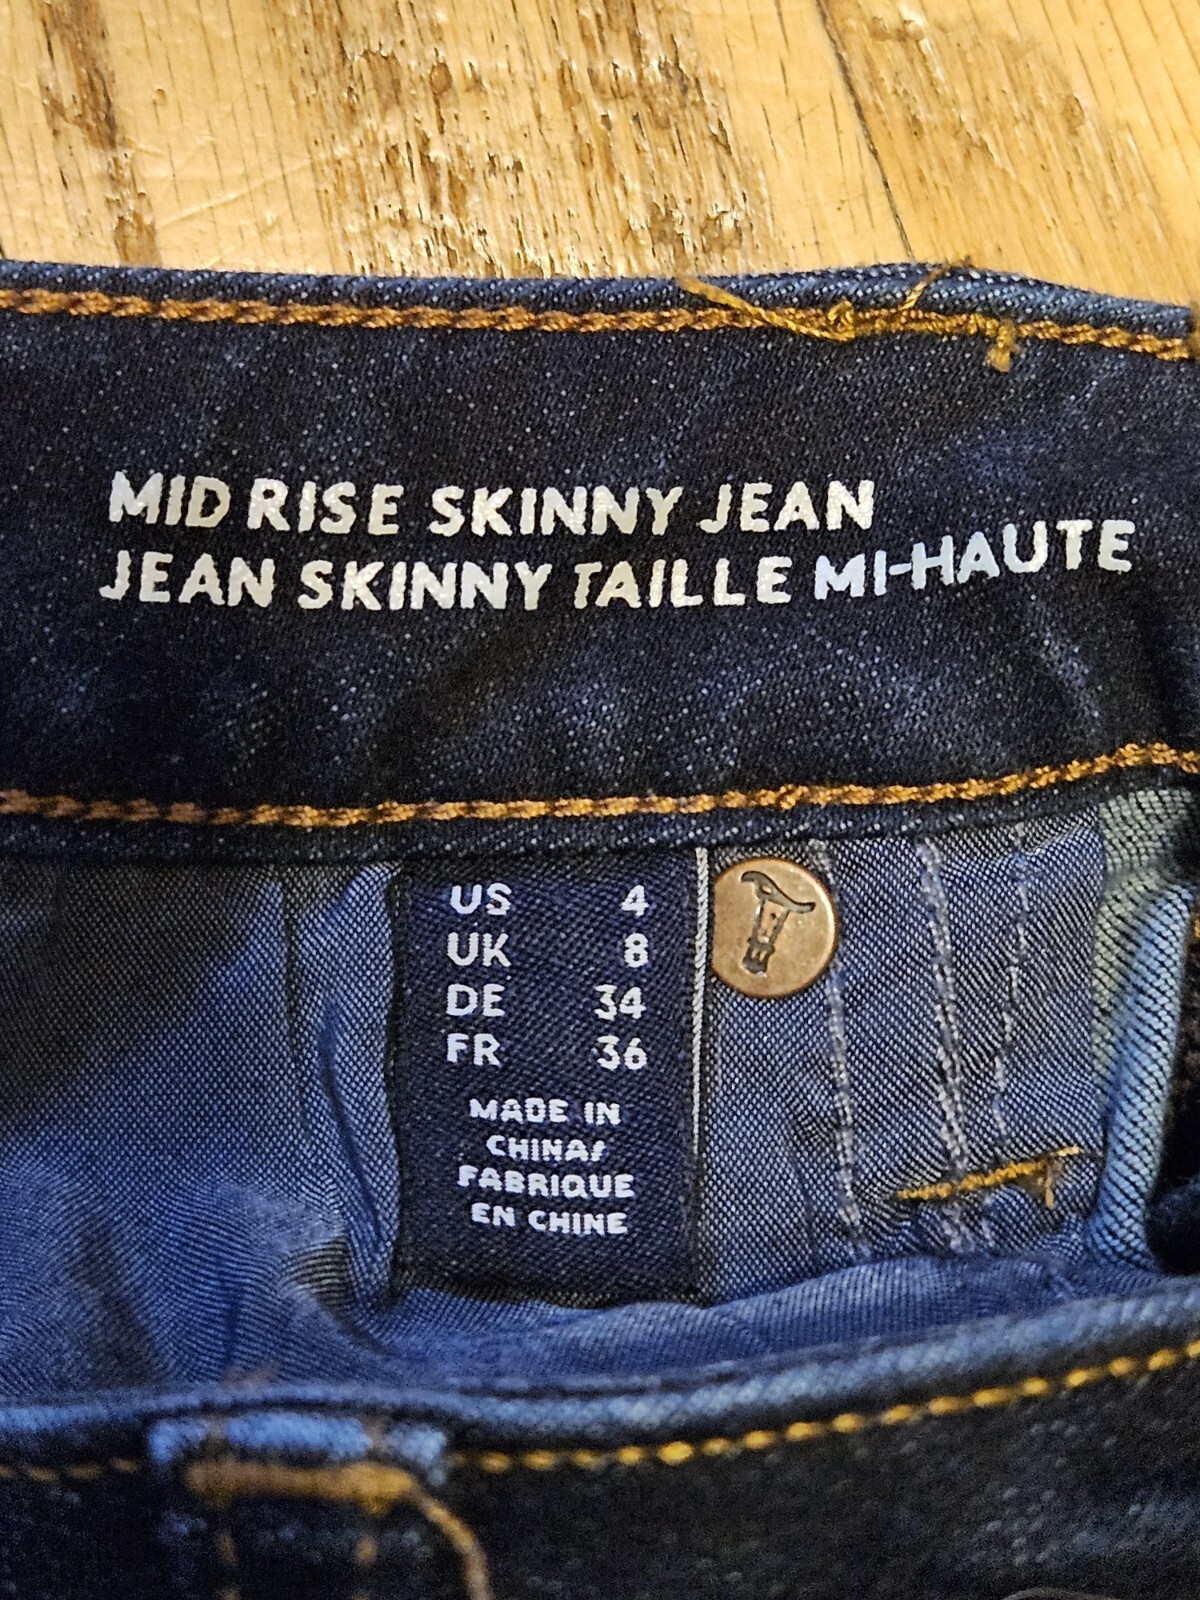 MID RISE SKINNY JEAN
JEAN SKINNY TAILLE MI-HAUTE
US 4
UK 8
DE 34
FR 36
MADE IN
CHINA/
FABRIQUE
EN CHINE